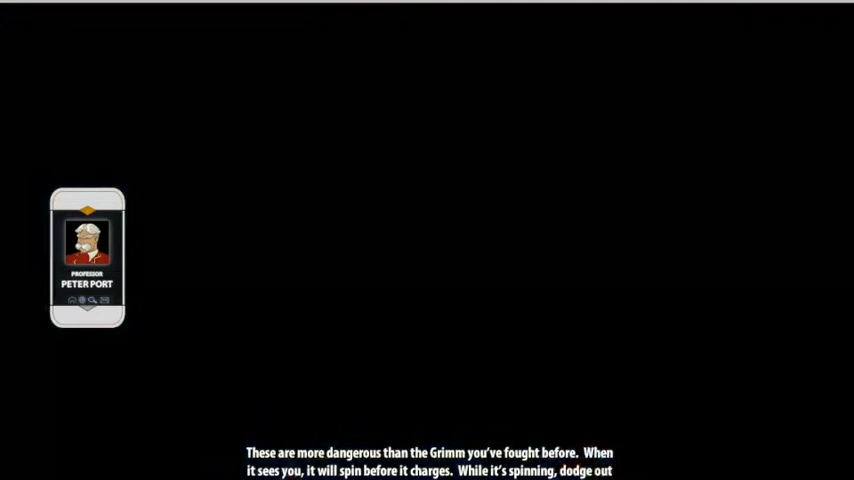 PROFESSOR
PETER PORT
These are more dangerous than the Grimm you've fought before. When
it sees you, it will spin before it charges. While it's spinning, dodge out